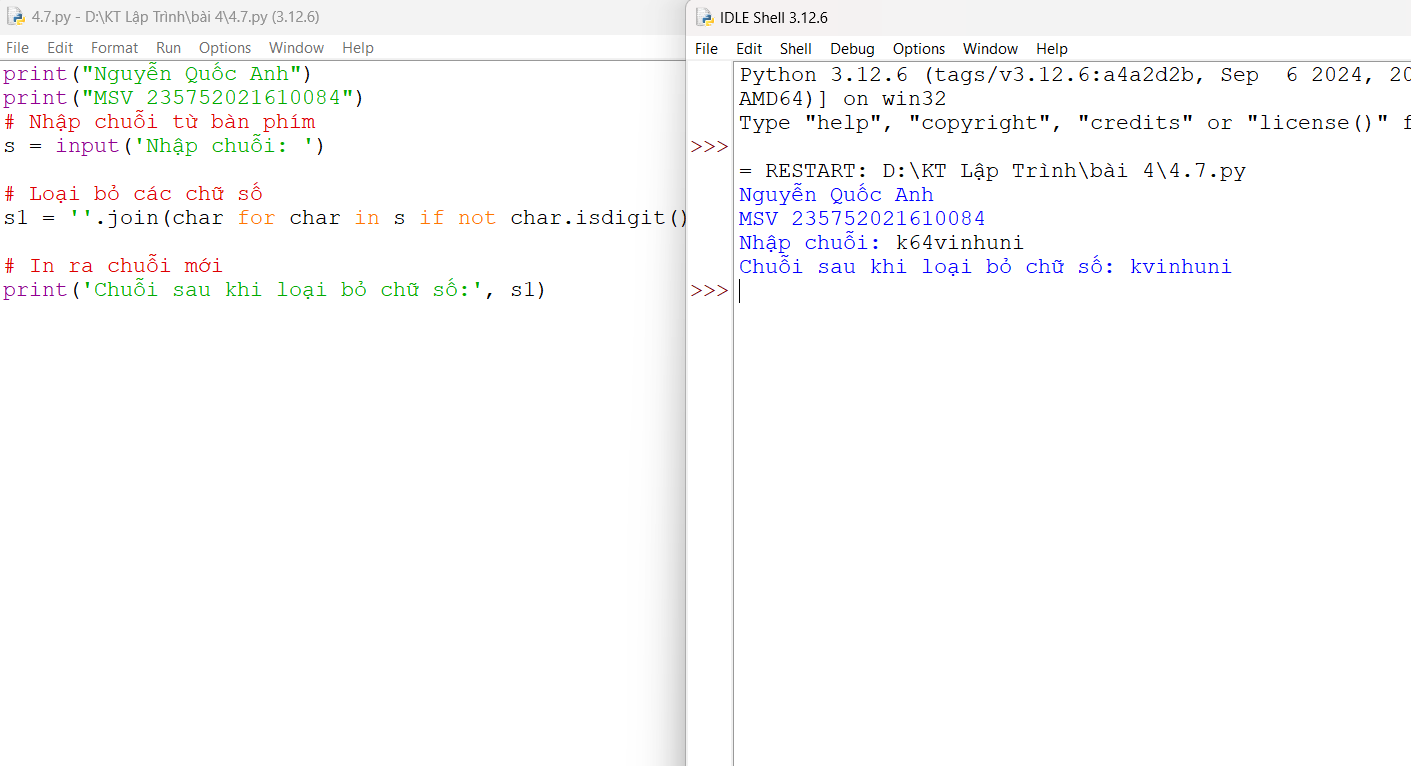 4.7.py - D:\KT Lập Trình\bài 4\4.7.py (3.12.6)
File Edit Format Run Options Window Help
print("Nguyễn Quốc Anh")
print("MSV 235752021610084")
# Nhập chuỗi từ bàn phím
s = input('Nhập chuỗi: ')
# Loại bỏ các chữ số
s1 = ''.join(char for char in s if not char.isdigit()
# In ra chuỗi mới
print('Chuỗi sau khi loại bỏ chữ số:', s1)
IDLE Shell 3.12.6
File Edit Shell Debug Options Window Help
Python 3.12.6 (tags/v3.12.6:a4a2d2b, Sep  6 2024, 20
AMD64)] on win32
Type "help", "copyright", "credits" or "license()" f
>>>
= RESTART: D:\KT Lập Trình\bài 4\4.7.py
Nguyễn Quốc Anh
MSV 235752021610084
Nhập chuỗi: k64vinhuni
Chuỗi sau khi loại bỏ chữ số: kvinhuni
>>>